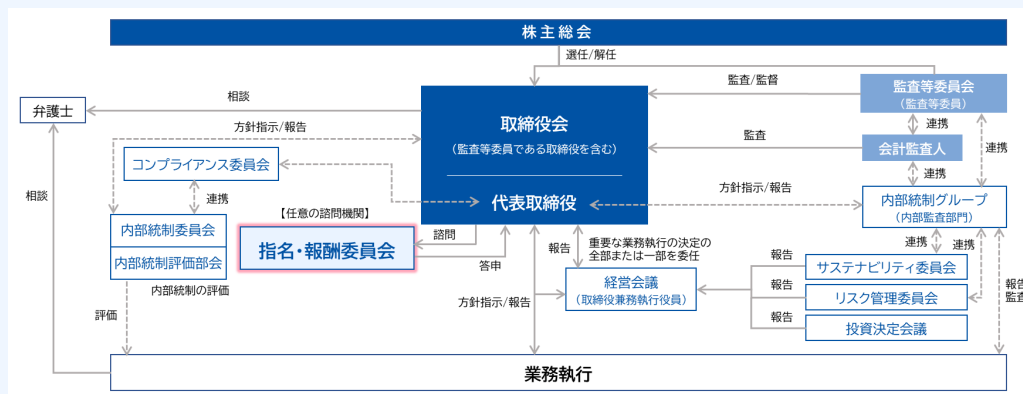 株主総会
選任/解任
監査/監督
監査等委員会
（監査等委員）
相談
弁護士
取締役会
（監査等委員である取締役を含む）
方針指示/報告
連携
監査
会計監査人
連携
コンプライアンス委員会
代表取締役
方針指示/報告
連携
内部統制グループ
（内部監査部門）
相談
連携
【任意の諮問機関】
内部統制委員会
指名・報酬委員会
諮問
答申
報告
重要な業務執行の決定の
全部または一部を委任
連携
連携
内部統制評価部会
内部統制の評価
経営会議
（取締役兼務執行役員）
報告
サステナビリティ委員会
方針指示/報告
報告
リスク管理委員会
報告
監査
評価
報告
投資決定会議
業務執行